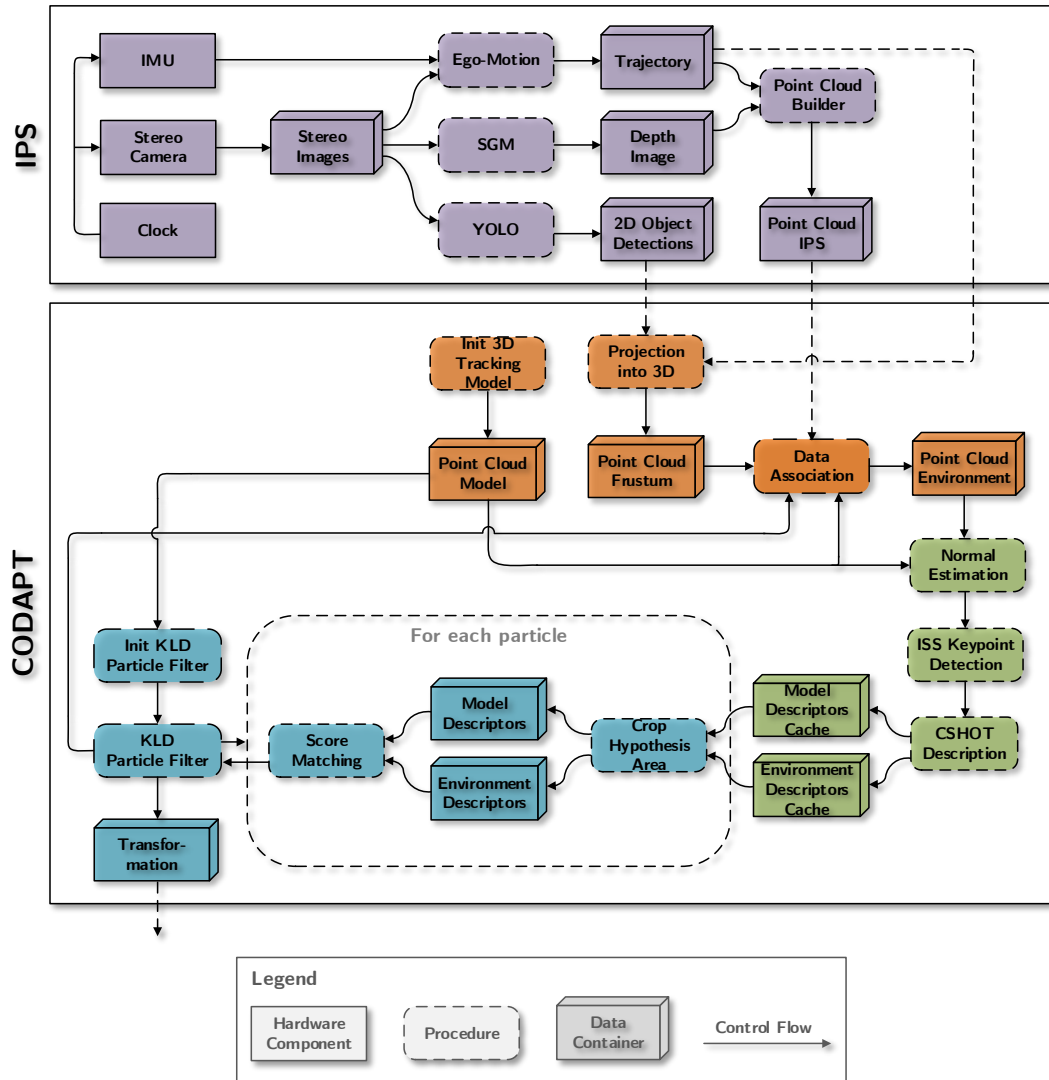 IPS
IMU
Ego-Motion
Trajectory
Point Cloud
Builder
Stereo
Camera
Stereo
Images
SGM
Depth
Image
Clock
YOLO
2D Object
Detections
Point Cloud
IPS
CODAPT
Init 3D
Tracking
Model
Projection
into 3D
Point Cloud
Model
Point Cloud
Frustum
Data
Association
Point Cloud
Environment
Normal
Estimation
For each particle
Init KLD
Particle Filter
ISS Keypoint
Detection
KLD
Particle Filter
Score
Matching
Model
Descriptors
Environment
Descriptors
Crop
Hypothesis
Area
Model
Descriptors
Cache
Environment
Descriptors
Cache
CSHOT
Description
Transfor-
mation
Legend
Hardware
Component
Procedure
Data
Container
Control Flow